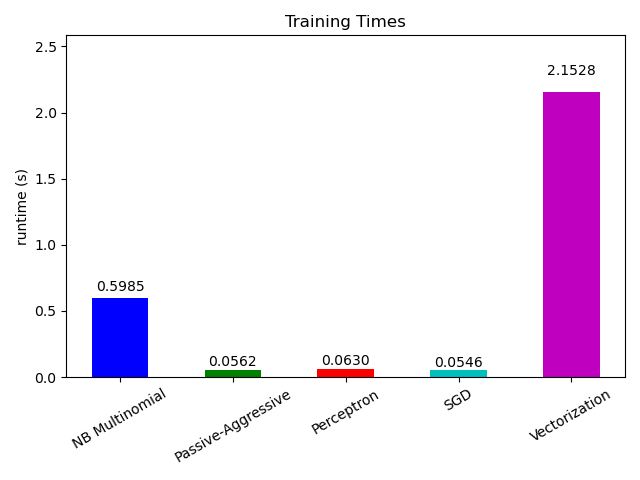 Training Times
runtime (s)
2.5
2.0
1.5
1.0
0.5
0.0
0.5985
0.0562
0.0630
0.0546
2.1528
NB Multinomial
Passive-Aggressive
Perceptron
SGD
Vectorization